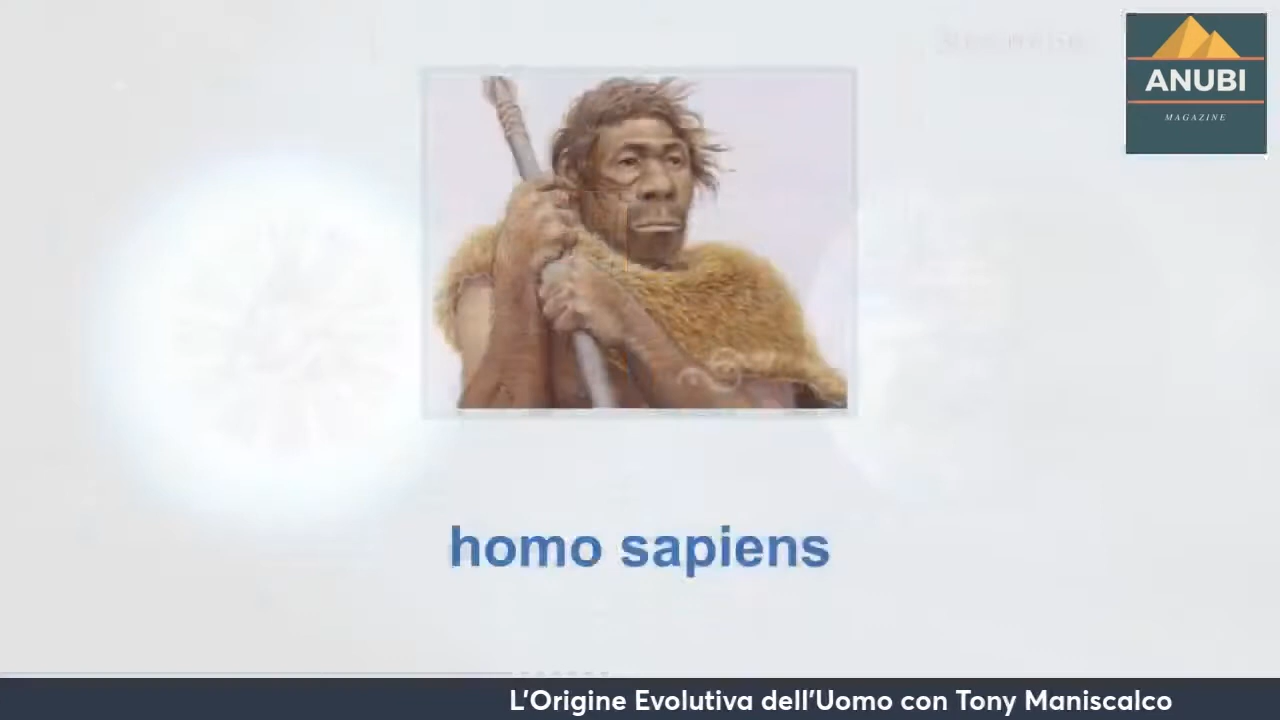 ANUBI
MAGAZINE
homo sapiens
L'Origine Evolutiva dell'Uomo con Tony Maniscalco